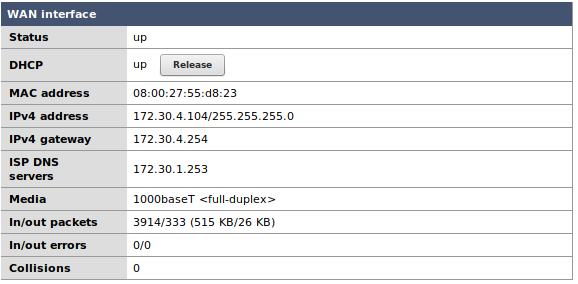 WAN interface
Status up
DHCP up Release
MAC address 08:00:27:55:d8:23
IPv4 address 172.30.4.104/255.255.255.0
IPv4 gateway 172.30.4.254
ISP DNS
servers 172.30.1.253
Media 1000baseT <full-duplex>
In/out packets 3914/333 (515 KB/26 KB)
In/out errors 0/0
Collisions 0